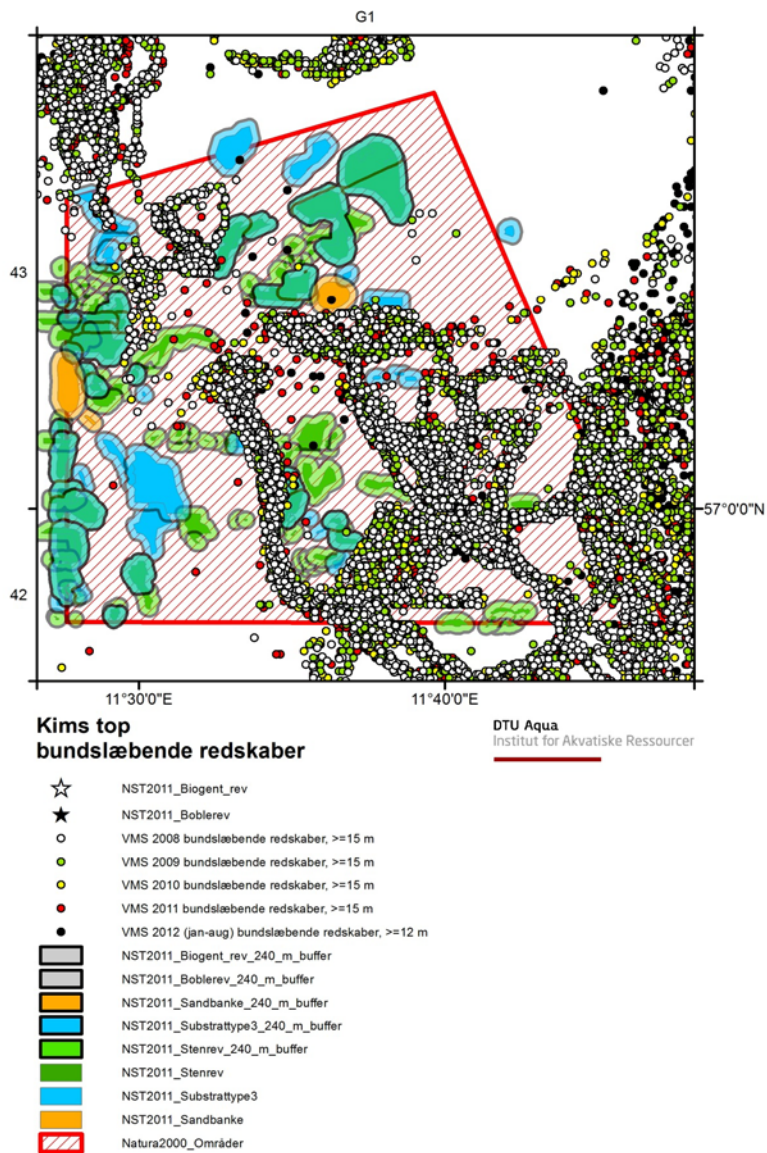 G1
43
57°0'0"N
42
11°30'0"E
11°40'0"E
Kims top
bundslæbende redskaber
DTU Aqua
Institut for Akvatiske Ressourcer
NST2011_Biogent_rev
NST2011_Boblerev
VMS 2008 bundslæbende redskaber, >=15 m
VMS 2009 bundslæbende redskaber, >=15 m
VMS 2010 bundslæbende redskaber, >=15 m
VMS 2011 bundslæbende redskaber, >=15 m
VMS 2012 (jan-aug) bundslæbende redskaber, >=12 m
NST2011_Biogent_rev_240_m_buffer
NST2011_Boblerev_240_m_buffer
NST2011_Sandbanke_240_m_buffer
NST2011_Substrattype3_240_m_buffer
NST2011_Stenrev_240_m_buffer
NST2011_Stenrev
NST2011_Substrattype3
NST2011_Sandbanke
Natura2000_Områder